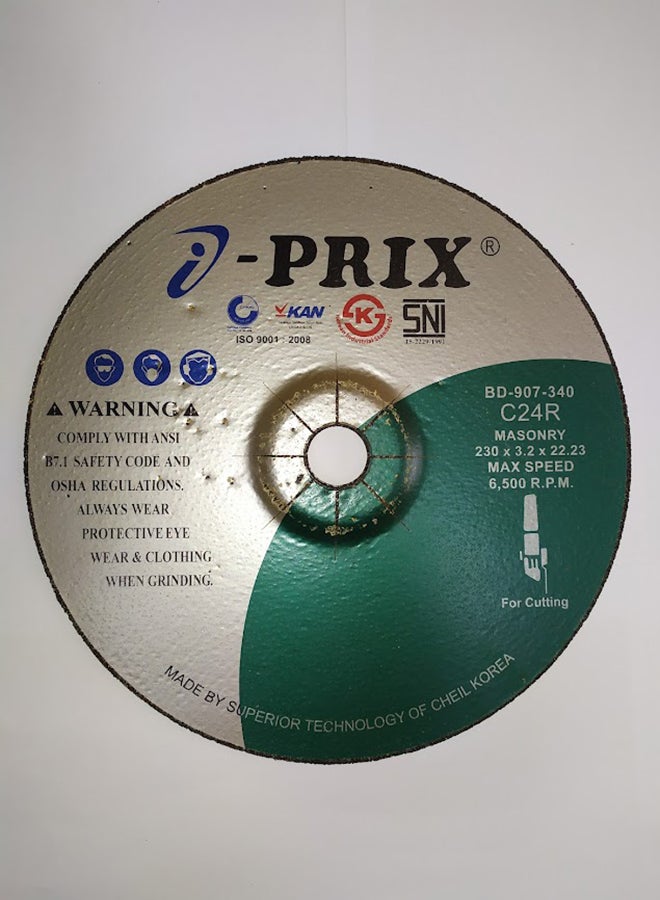 i-PRIX®
KAN
K
SNI
ISO 9001 : 2008
WARNING
COMPLY WITH ANSI
B7.1 SAFETY CODE AND
OSHA REGULATIONS.
ALWAYS WEAR
PROTECTIVE EYE
WEAR & CLOTHING
WHEN GRINDING.
BD-907-340
C24R
MASONRY
230 x 3.2 x 22.23
MAX SPEED
6,500 R.P.M.
For Cutting
MADE BY SUPERIOR TECHNOLOGY OF CHEIL KOREA